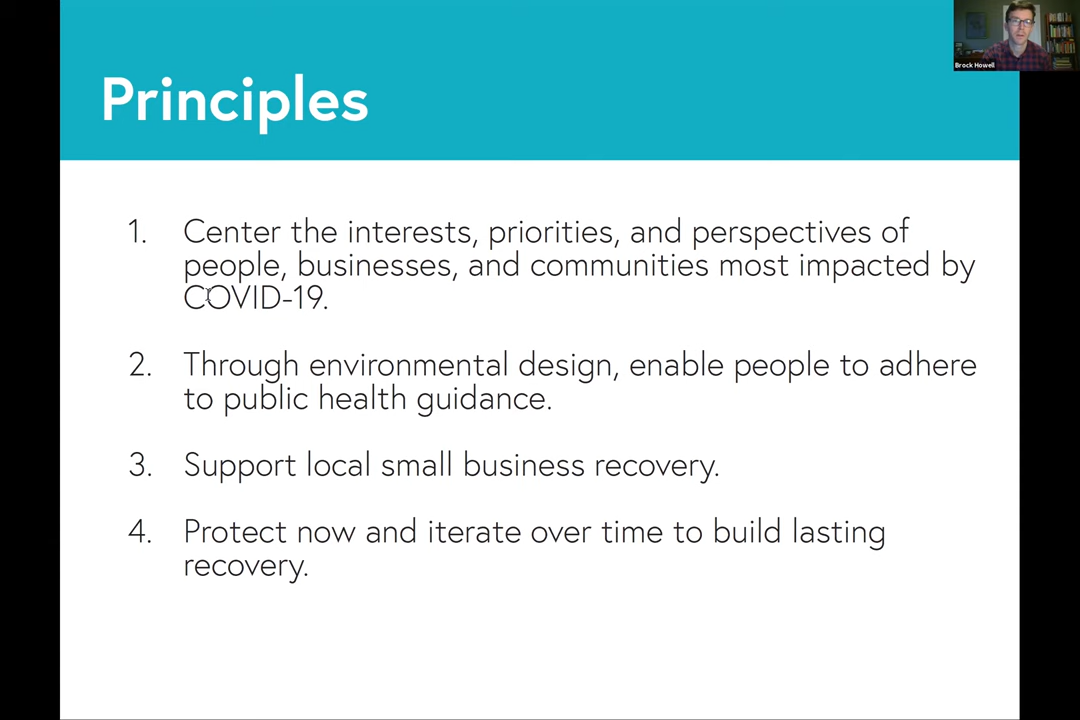 Principles
Brock Howell
1. Center the interests, priorities, and perspectives of
people, businesses, and communities most impacted by
COVID-19.
2. Through environmental design, enable people to adhere
to public health guidance.
3. Support local small business recovery.
4. Protect now and iterate over time to build lasting
recovery.